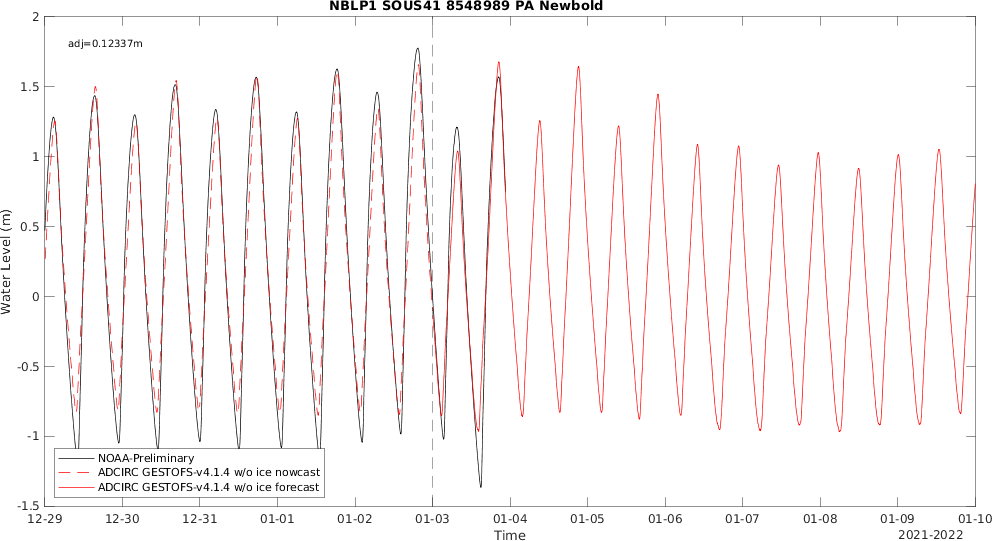 NBLP1 SOUS41 8548989 PA Newbold
adj=0.12337m
2
1.5
1
0.5
0
-0.5
-1
-1.5
Water Level (m)
NOAA-Preliminary
ADCIRC GESTOFS-v4.1.4 w/o ice nowcast
ADCIRC GESTOFS-v4.1.4 w/o ice forecast
12-29 12-30 12-31 01-01 01-02 01-03 01-04 01-05 01-06 01-07 01-08 01-09 01-10
Time
2021-2022